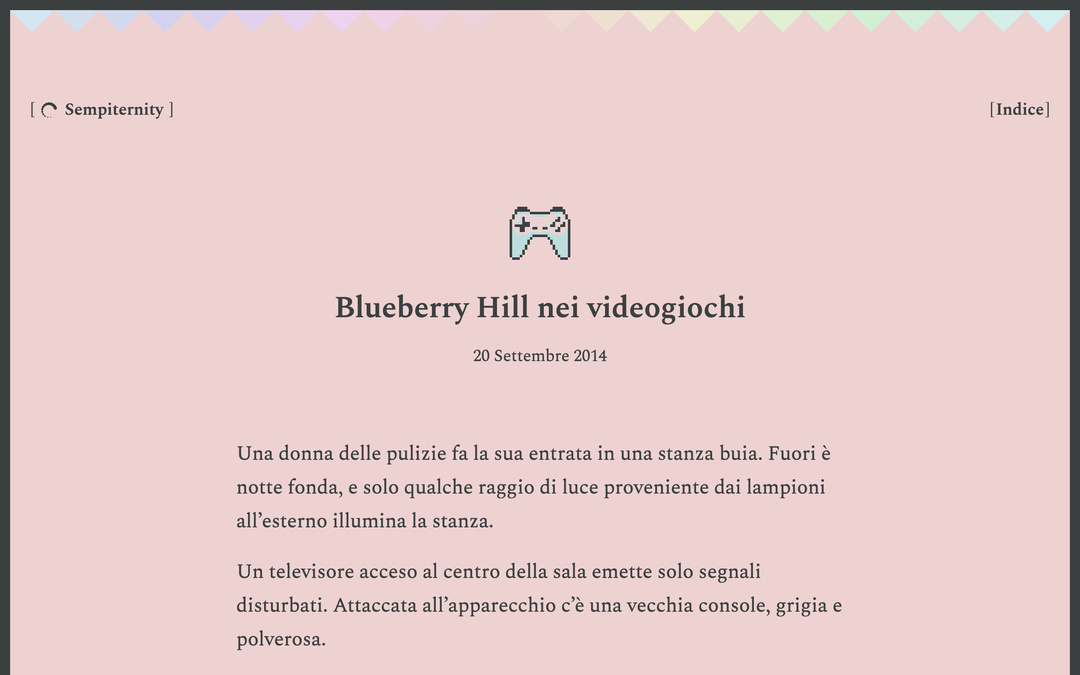 [ Sempiternity ]
[Indice]
Blueberry Hill nei videogiochi
20 Settembre 2014
Una donna delle pulizie fa la sua entrata in una stanza buia. Fuori è
notte fonda, e solo qualche raggio di luce proveniente dai lampioni
all’esterno illumina la stanza.
Un televisore acceso al centro della sala emette solo segnali
disturbati. Attaccata all’apparecchio c’è una vecchia console, grigia e
polverosa.